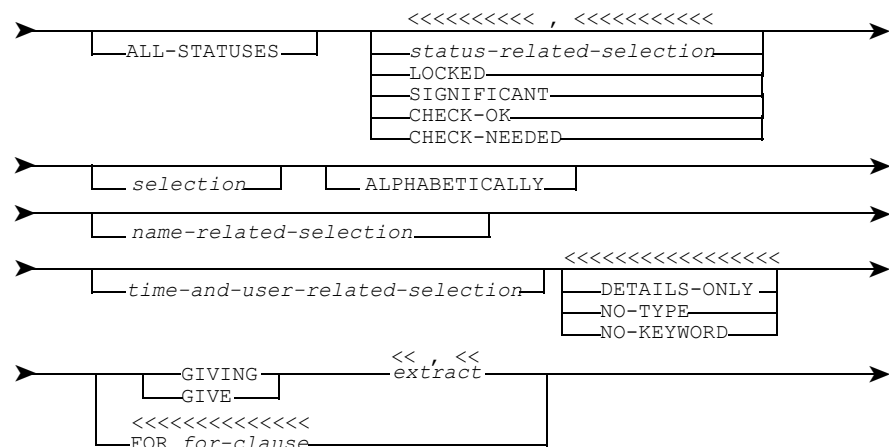 <<<<<<<<<< , <<<<<<<<<<<
ALL-STATUSES status-related-selection
LOCKED
SIGNIFICANT
CHECK-OK
CHECK-NEEDED
selection ALPHABETICALLY
name-related-selection
<<<<<<<<<<<<<<<<<
time-and-user-related-selection DETAILS-ONLY
NO-TYPE
NO-KEYWORD
<< , <<
GIVING extract
GIVE
<<<<<<<<<<<<<<
FOR for-clause